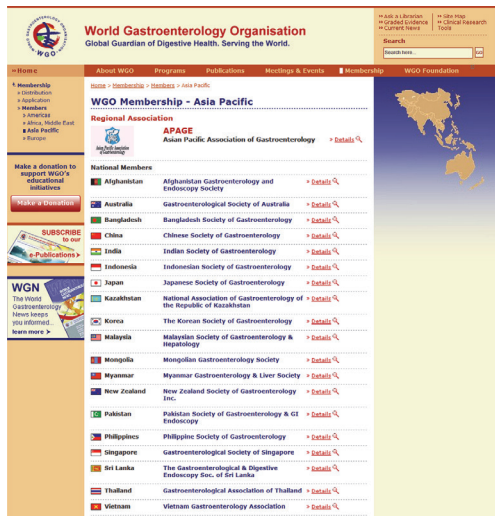 World Gastroenterology Organisation
Global Guardian of Digestive Health. Serving the World.
WGO
» Ask a Librarian
» Graded Evidence
» Current News
» Site Map
» Clinical Research Tools
Search
Search here...
GO
» Home
About WGO
Programs
Publications
Meetings & Events
Membership
WGO Foundation
Membership
» Distribution
» Application
» Members
» Americas
» Africa, Middle East
Asia Pacific
» Europe
Make a donation to
support WGO's
educational
initiatives
Make a Donation
SUBSCRIBE
to our
e-Publications >
WGN
The World
Gastroenterology
News keeps
you informed...
learn more >
Home > Membership > Members > Asia Pacific
WGO Membership - Asia Pacific
Regional Association
APAGE
Asian Pacific Association of Gastroenterology » Details
Asian Pacific Association
of Gastroenterology
National Members
Afghanistan Afghanistan Gastroenterology and » Details
Endoscopy Society
Australia Gastroenterological Society of Australia » Details
Bangladesh Bangladesh Society of Gastroenterology » Details
China Chinese Society of Gastroenterology » Details
India Indian Society of Gastroenterology » Details
Indonesia Indonesian Society of Gastroenterology » Details
Japan Japanese Society of Gastroenterology » Details
Kazakhstan National Association of Gastroenterology of » Details
the Republic of Kazakhstan
Korea The Korean Society of Gastroenterology » Details
Malaysia Malaysian Society of Gastroenterology & » Details
Hepatology
Mongolia Mongolian Gastroenterology Society » Details
Myanmar Myanmar Gastroenterology & Liver Society » Details
New Zealand New Zealand Society of Gastroenterology » Details
Inc.
Pakistan Pakistan Society of Gastroenterology & GI » Details
Endoscopy
Philippines Philippine Society of Gastroenterology » Details
Singapore Gastroenterological Society of Singapore » Details
Sri Lanka The Gastroenterological & Digestive » Details
Endoscopy Soc. of Sri Lanka
Thailand Gastroenterological Association of Thailand » Details
Vietnam Vietnam Gastroenterology Association » Details